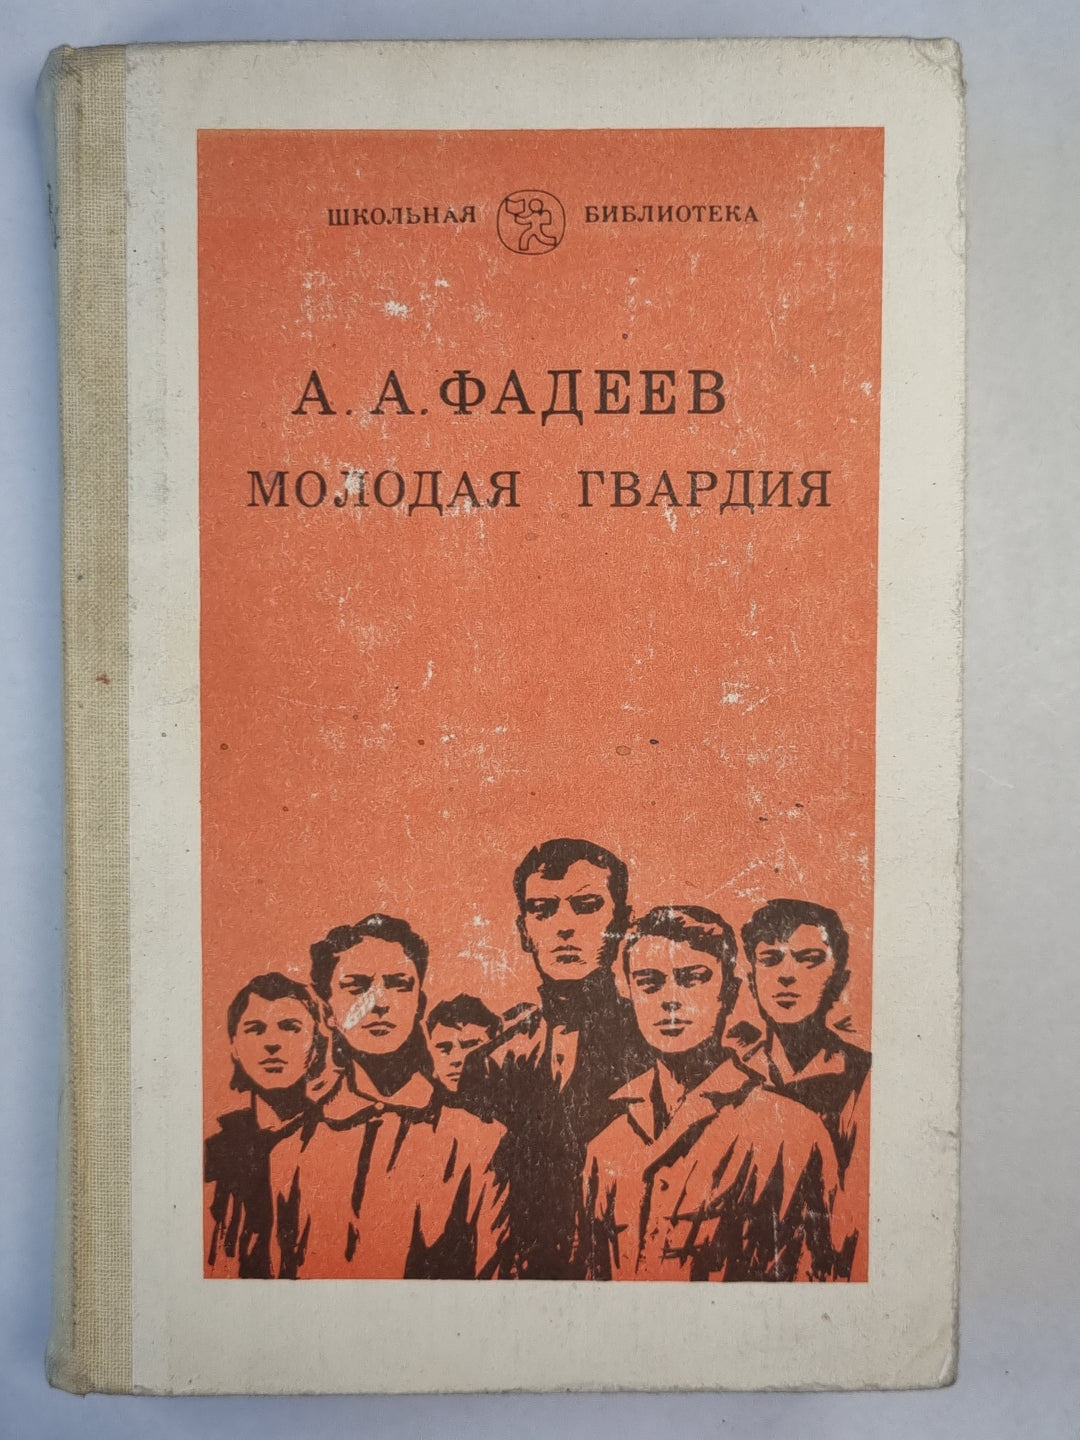 ШКОЛЬНАЯ БИБЛИОТЕКА
А. А. ФАДЕЕВ
МОЛОДАЯ ГВАРДИЯ